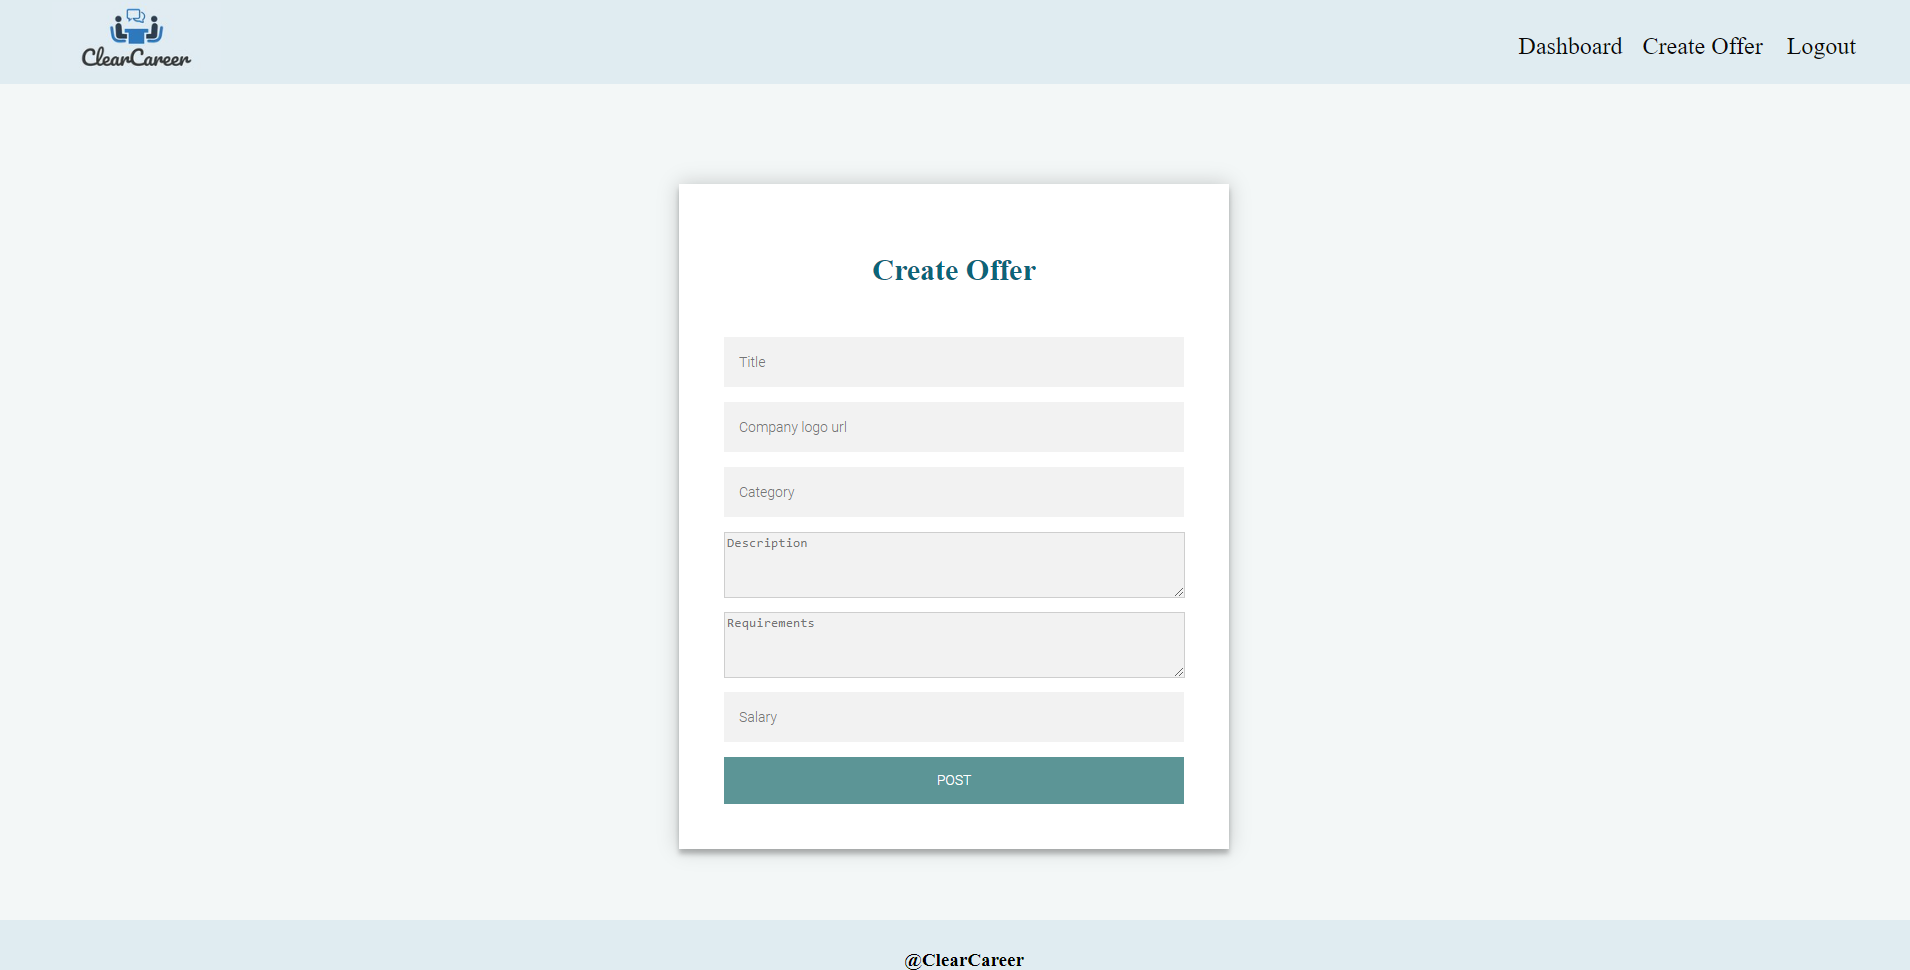 ClearCareer
Dashboard Create Offer Logout
Create Offer
Title
Company logo url
Category
Description
Requirements
Salary
POST
@ClearCareer